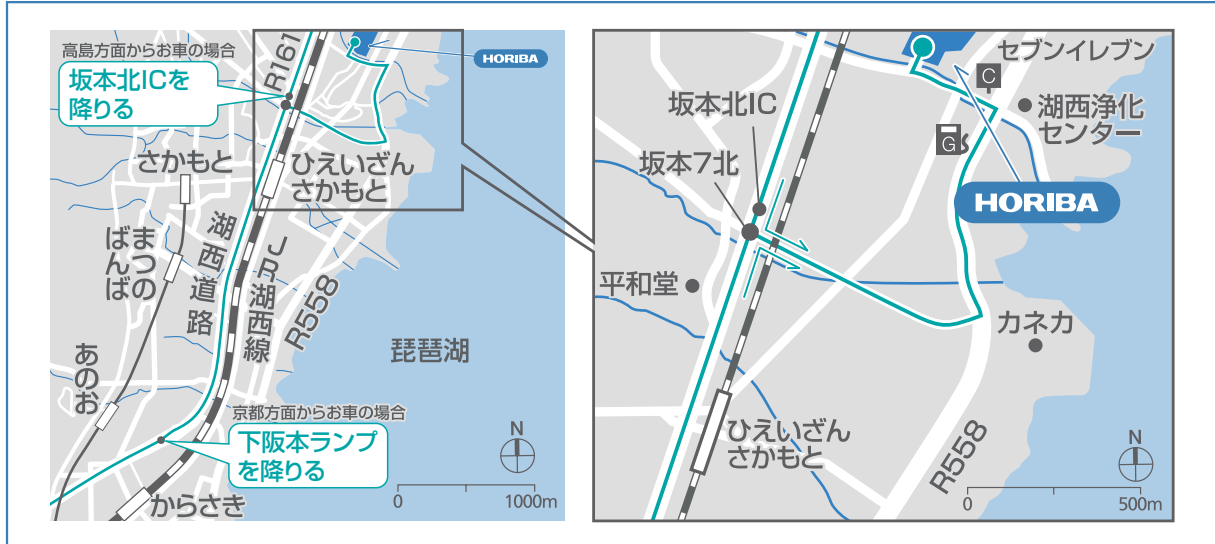 高島方面からお車の場合
坂本北ICを
降りる
R161
HORIBA
さかもと
ひえいざん
さかもと
まつの
ばんば
湖西道路
JR湖西線
R558
琵琶湖
あのお
京都方面からお車の場合
下阪本ランプ
を降りる
からさき
N
0
1000m
セブンイレブン
C
坂本北IC
湖西浄化
センター
G
坂本7北
HORIBA
平和堂
カネカ
ひえいざん
さかもと
R558
N
0
500m